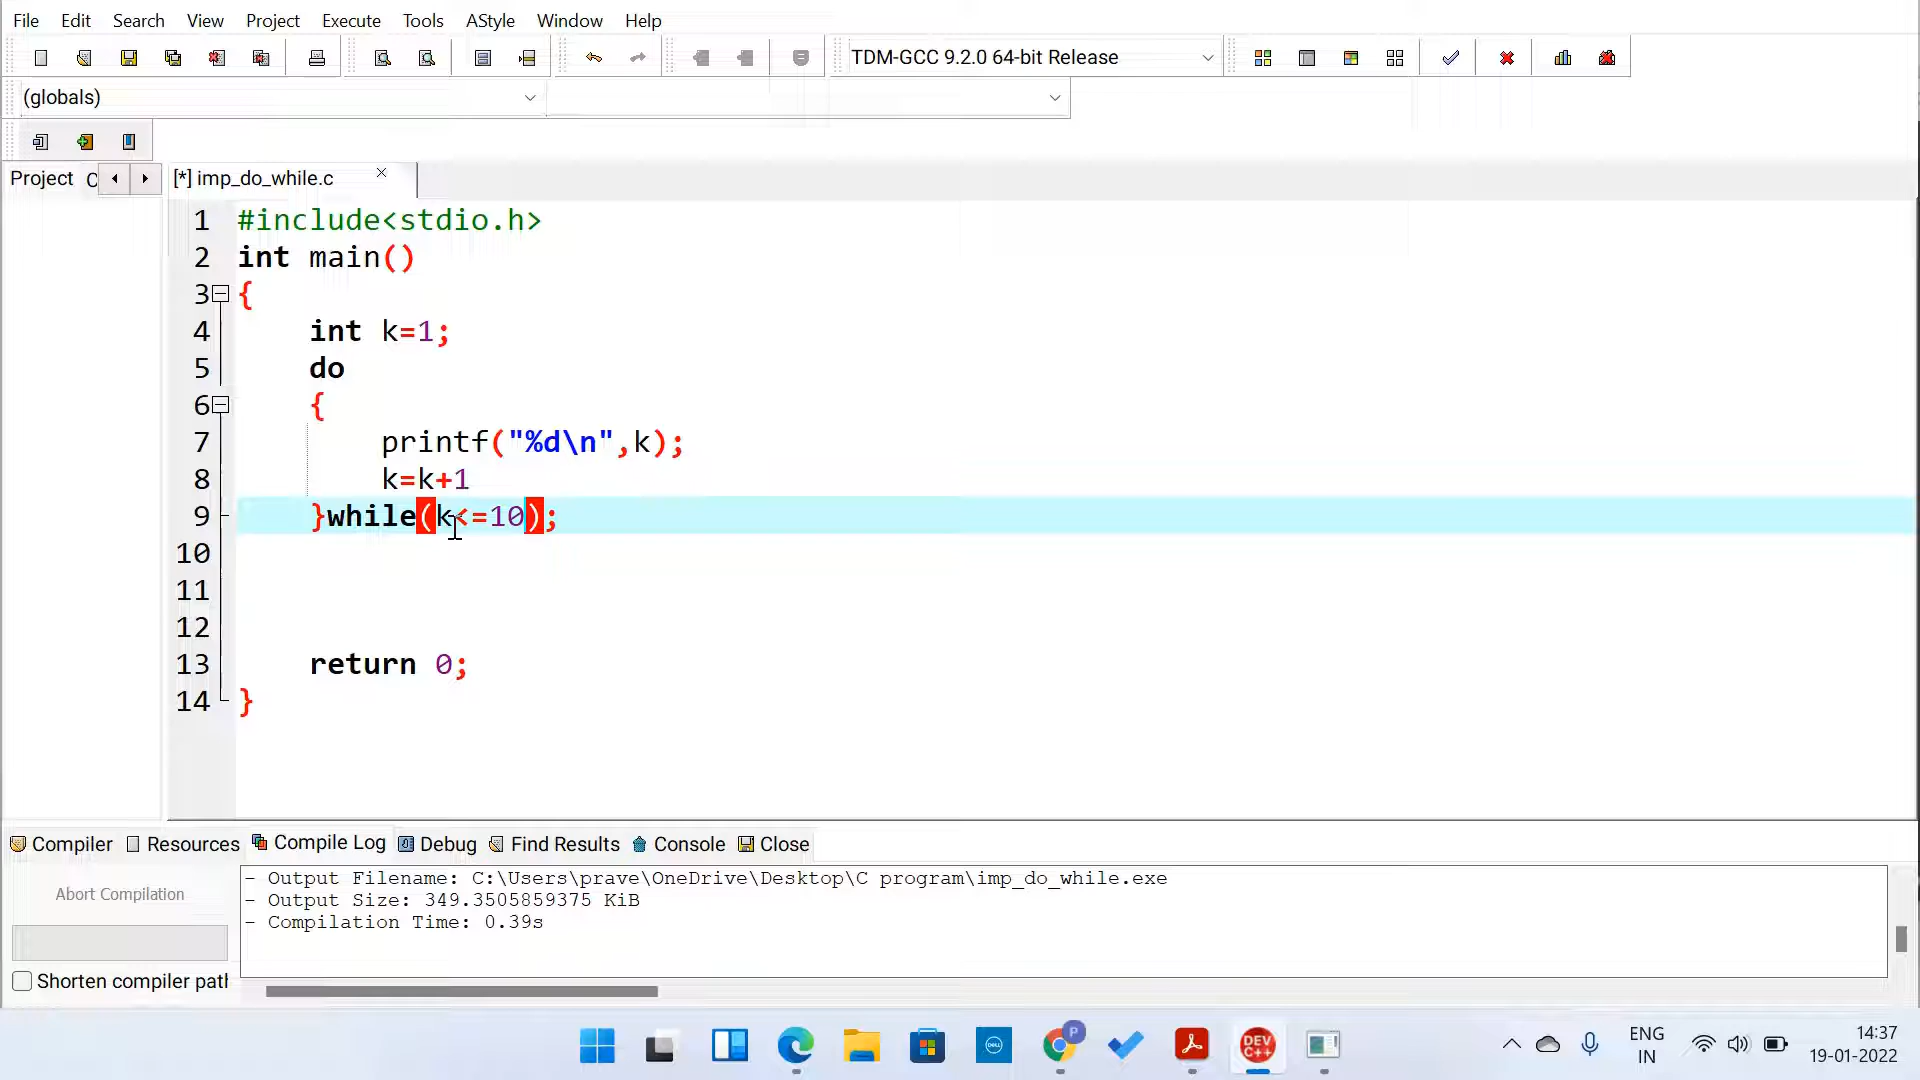 File Edit Search View Project Execute Tools AStyle Window Help
TDM-GCC 9.2.0 64-bit Release
(globals)
Project C
[*] imp_do_while.c
1 #include<stdio.h>
2 int main()
3 {
4 int k=1;
5 do
6 {
7 printf("%d\n",k);
8 k=k+1
9 }while(k<=10);
10
11
12
13 return 0;
14 }
Compiler Resources Compile Log Debug Find Results Console Close
Abort Compilation
Shorten compiler path
- Output Filename: C:\Users\prave\OneDrive\Desktop\C program\imp_do_while.exe
- Output Size: 349.3505859375 KiB
- Compilation Time: 0.39s
DELL
P
DEV
C++
ENG
IN
14:37
19-01-2022